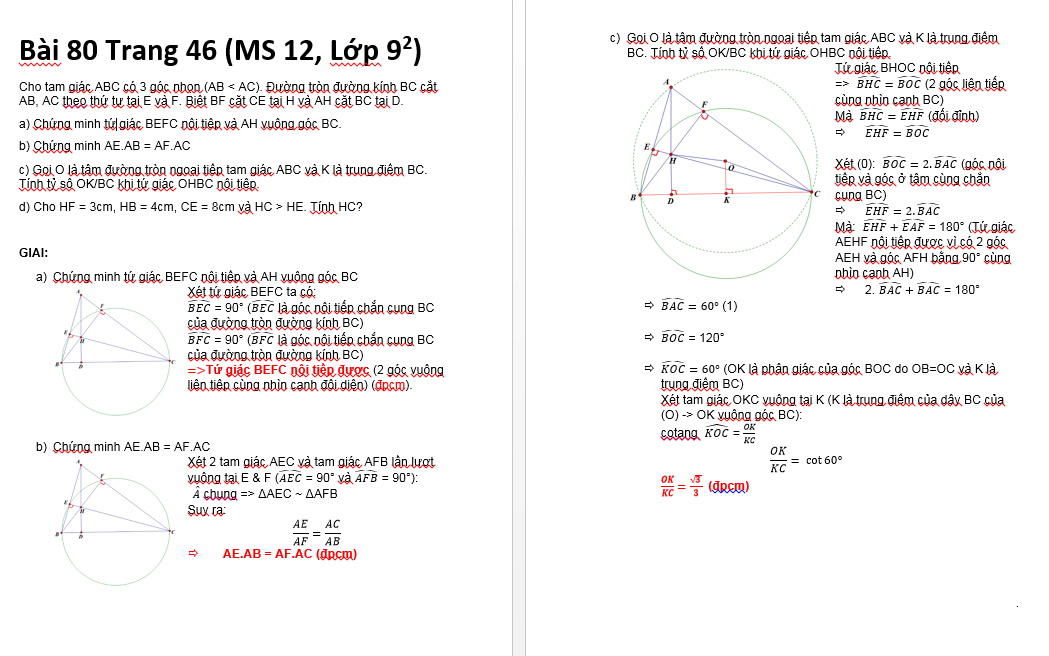 Bài 80 Trang 46 (MS 12, Lớp 9²)
Cho tam giác ABC có 3 góc nhọn (AB < AC). Đường tròn đường kính BC cắt
AB, AC theo thứ tự tại E và F. Biết BF cắt CE tại H và AH cắt BC tại D.
a) Chứng minh tứ giác BEFC nội tiếp và AH vuông góc BC.
b) Chứng minh AE.AB = AF.AC
c) Gọi O là tâm đường tròn ngoại tiếp tam giác ABC và K là trung điểm BC.
Tính tỷ số OK/BC khi tứ giác OHBC nội tiếp.
d) Cho HF = 3cm, HB = 4cm, CE = 8cm và HC > HE. Tính HC?
GIAI:
a) Chứng minh tứ giác BEFC nội tiếp và AH vuông góc BC
A
F
E
H
B
D
C
Xét tứ giác BEFC ta có:
BEC = 90° (BEC là góc nội tiếp chắn cung BC
của đường tròn đường kính BC)
BFC = 90° (BFC là góc nội tiếp chắn cung BC
của đường tròn đường kính BC)
=>Tứ giác BEFC nội tiếp được (2 góc vuông
liên tiếp cùng nhìn cạnh đối diện) (đpcm).
b) Chứng minh AE.AB = AF.AC
A
F
E
H
B
D
C
Xét 2 tam giác AEC và tam giác AFB lần lượt
vuông tại E & F (AEC = 90° và AFB = 90°):
Â chung => ΔAEC ~ ΔAFB
Suy ra:
AE/AF = AC/AB
⇨ AE.AB = AF.AC (đpcm)
c) Gọi O là tâm đường tròn ngoại tiếp tam giác ABC và K là trung điểm
BC. Tính tỷ số OK/BC khi tứ giác OHBC nội tiếp.
A
F
E
H
O
B
D
K
C
Tứ giác BHOC nội tiếp
=> BHC = BOC (2 góc liên tiếp
cùng nhìn cạnh BC)
Mà BHC = EHF (đối đỉnh)
⇨ EHF = BOC
Xét (0): BOC = 2.BAC (góc nội
tiếp và góc ở tâm cùng chắn
cung BC)
⇨ EHF = 2.BAC
Mà: EHF + EAF = 180° (Tứ giác
AEHF nội tiếp được vì có 2 góc
AEH và góc AFH bằng 90° cùng
nhìn cạnh AH)
⇨ 2. BAC + BAC = 180°
⇨ BAC = 60° (1)
⇨ BOC = 120°
⇨ KOC = 60° (OK là phân giác của góc BOC do OB=OC và K là
trung điểm BC)
Xét tam giác OKC vuông tại K (K là trung điểm của dây BC của
(O) -> OK vuông góc BC):
cotang KOC = OK/KC
OK/KC = cot 60°
OK/KC = √3/3 (đpcm)
.